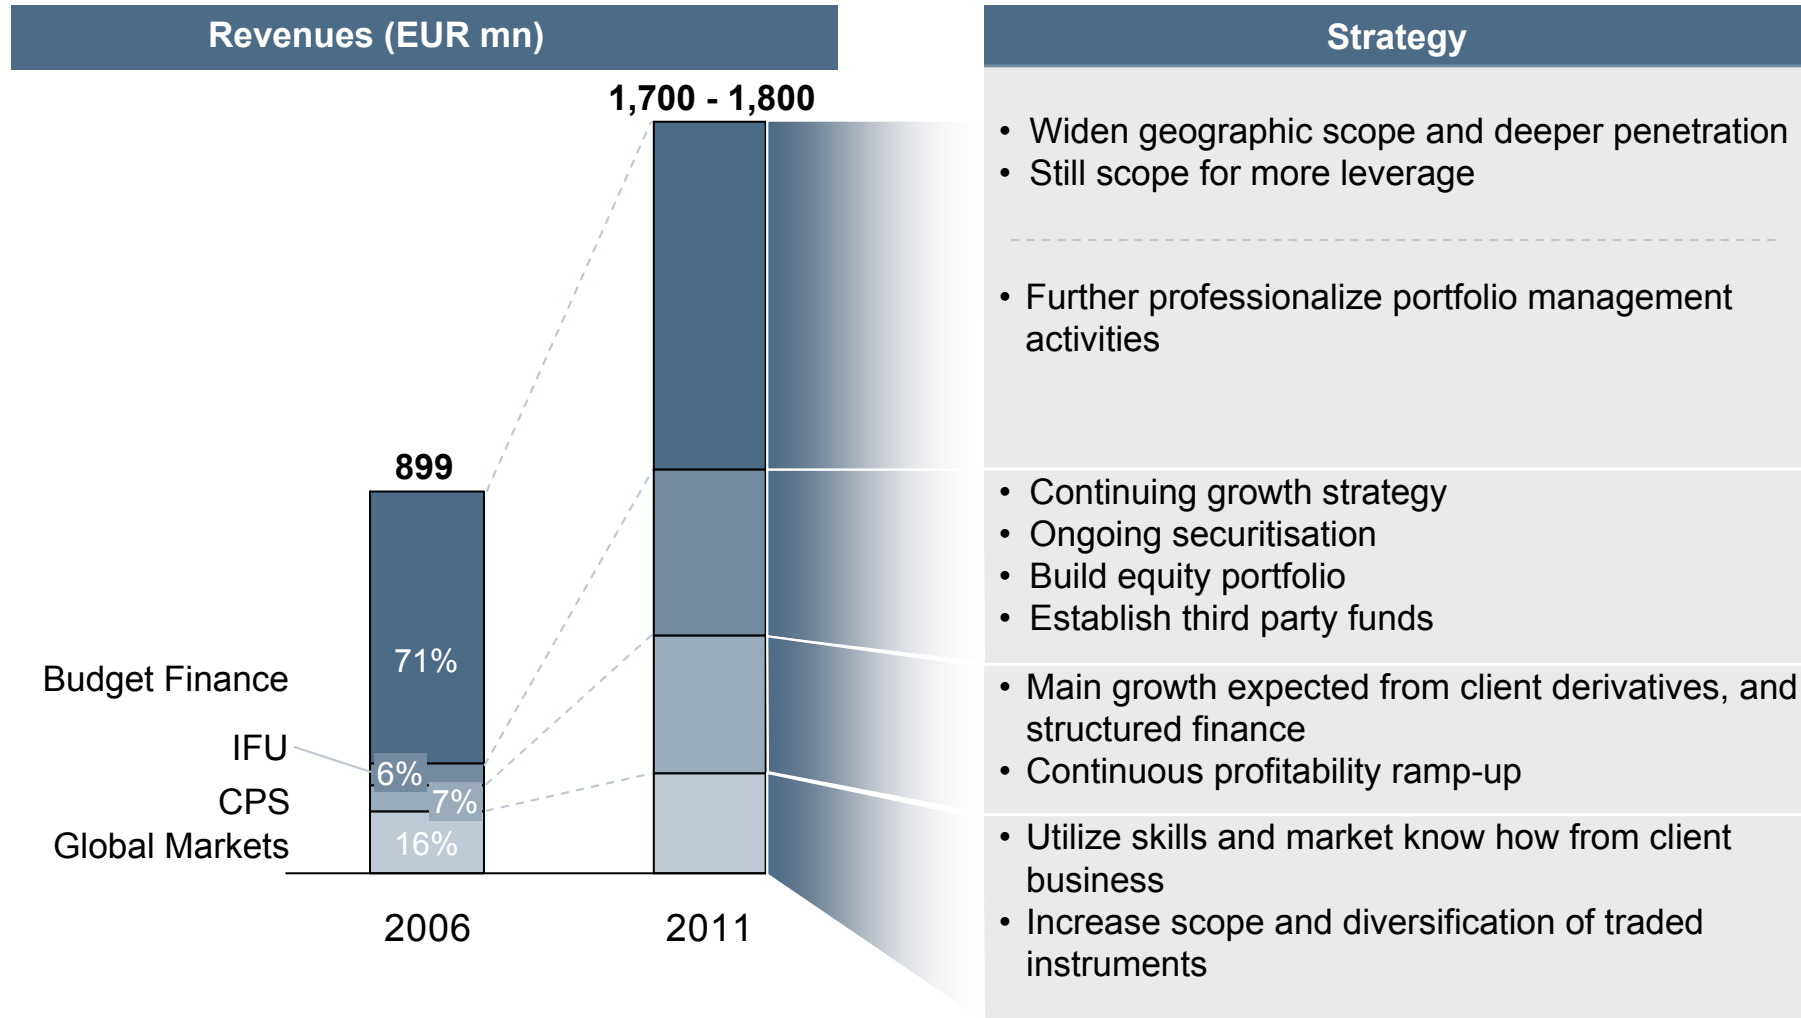 Revenues (EUR mn)
1,700 - 1,800
899
71%
Budget Finance
IFU
6%
CPS
7%
Global Markets
16%
2006
2011
Strategy
• Widen geographic scope and deeper penetration
• Still scope for more leverage
• Further professionalize portfolio management
activities
• Continuing growth strategy
• Ongoing securitisation
• Build equity portfolio
• Establish third party funds
• Main growth expected from client derivatives, and
structured finance
• Continuous profitability ramp-up
• Utilize skills and market know how from client
business
• Increase scope and diversification of traded
instruments